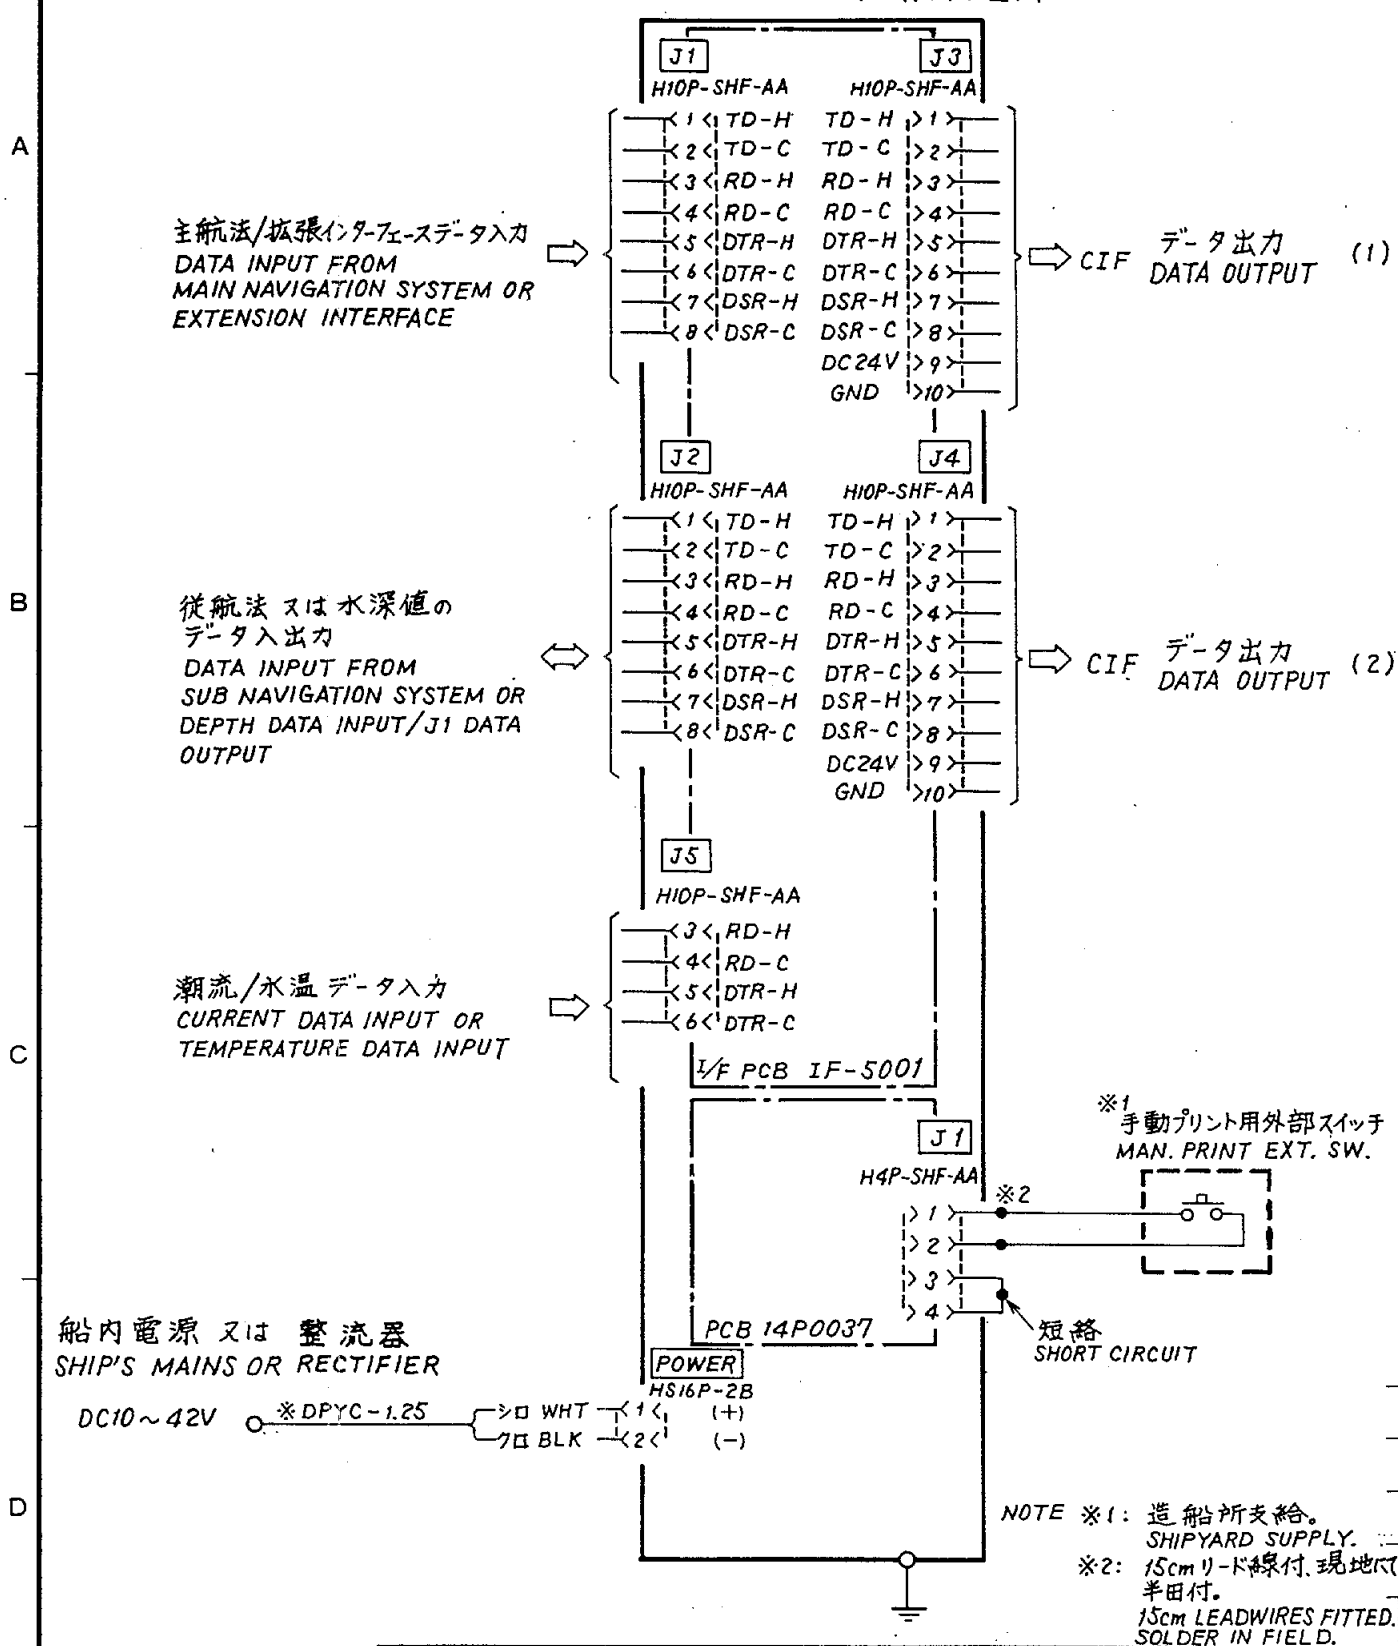 A
B
C
D
J1
H10P-SHF-AA
1 TD-H
2 TD-C
3 RD-H
4 RD-C
5 DTR-H
6 DTR-C
7 DSR-H
8 DSR-C
主航法/拡張インターフェースデータ入力
DATA INPUT FROM
MAIN NAVIGATION SYSTEM OR
EXTENSION INTERFACE
J3
H10P-SHF-AA
TD-H 1
TD-C 2
RD-H 3
RD-C 4
DTR-H 5
DTR-C 6
DSR-H 7
DSR-C 8
DC24V 9
GND 10
CIF データ出力 (1)
DATA OUTPUT
J2
H10P-SHF-AA
1 TD-H
2 TD-C
3 RD-H
4 RD-C
5 DTR-H
6 DTR-C
7 DSR-H
8 DSR-C
従航法 又は 水深値の
データ入出力
DATA INPUT FROM
SUB NAVIGATION SYSTEM OR
DEPTH DATA INPUT/J1 DATA
OUTPUT
J4
H10P-SHF-AA
TD-H 1
TD-C 2
RD-H 3
RD-C 4
DTR-H 5
DTR-C 6
DSR-H 7
DSR-C 8
DC24V 9
GND 10
CIF データ出力 (2)
DATA OUTPUT
J5
H10P-SHF-AA
3 RD-H
4 RD-C
5 DTR-H
6 DTR-C
潮流/水温 データ入力
CURRENT DATA INPUT OR
TEMPERATURE DATA INPUT
I/F PCB IF-5001
J1
H4P-SHF-AA
1
2
3
4
※2
※1
手動プリント用外部スイッチ
MAN. PRINT EXT. SW.
短絡
SHORT CIRCUIT
PCB 14P0037
船内電源 又は 整流器
SHIP'S MAINS OR RECTIFIER
DC10~42V ※DPYC-1.25
POWER
HS16P-2B
シロ WHT 1 (+)
クロ BLK 2 (-)
NOTE ※1: 造船所支給。
SHIPYARD SUPPLY.
※2: 15cmリード線付、現地にて
半田付。
15cm LEADWIRES FITTED.
SOLDER IN FIELD.